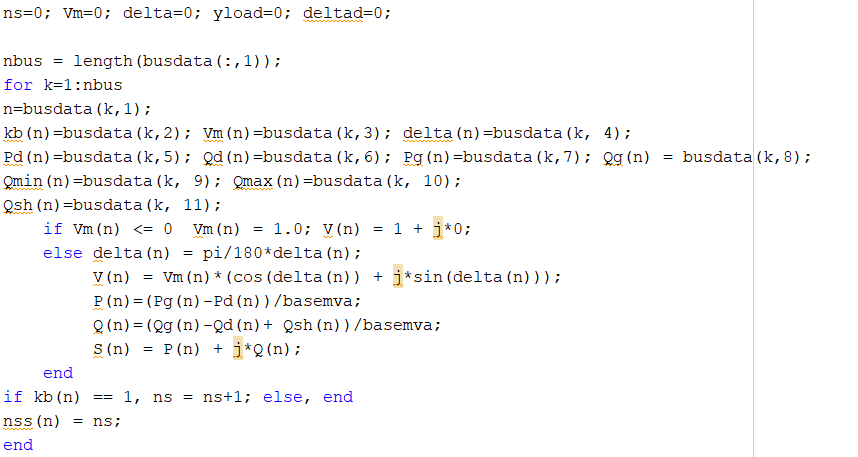 ns=0; Vm=0; delta=0; yload=0; deltad=0;
nbus = length(busdata(:,1));
for k=1:nbus
n=busdata(k,1);
kb(n)=busdata(k,2); Vm(n)=busdata(k,3); delta(n)=busdata(k, 4);
Pd(n)=busdata(k,5); Qd(n)=busdata(k,6); Pg(n)=busdata(k,7); Qg(n) = busdata(k,8);
Qmin(n)=busdata(k, 9); Qmax(n)=busdata(k, 10);
Qsh(n)=busdata(k, 11);
    if Vm(n) <= 0  Vm(n) = 1.0; V(n) = 1 + j*0;
    else delta(n) = pi/180*delta(n);
         V(n) = Vm(n)*(cos(delta(n)) + j*sin(delta(n)));
         P(n)=(Pg(n)-Pd(n))/basemva;
         Q(n)=(Qg(n)-Qd(n)+ Qsh(n))/basemva;
         S(n) = P(n) + j*Q(n);
    end
if kb(n) == 1, ns = ns+1; else, end
nss(n) = ns;
end